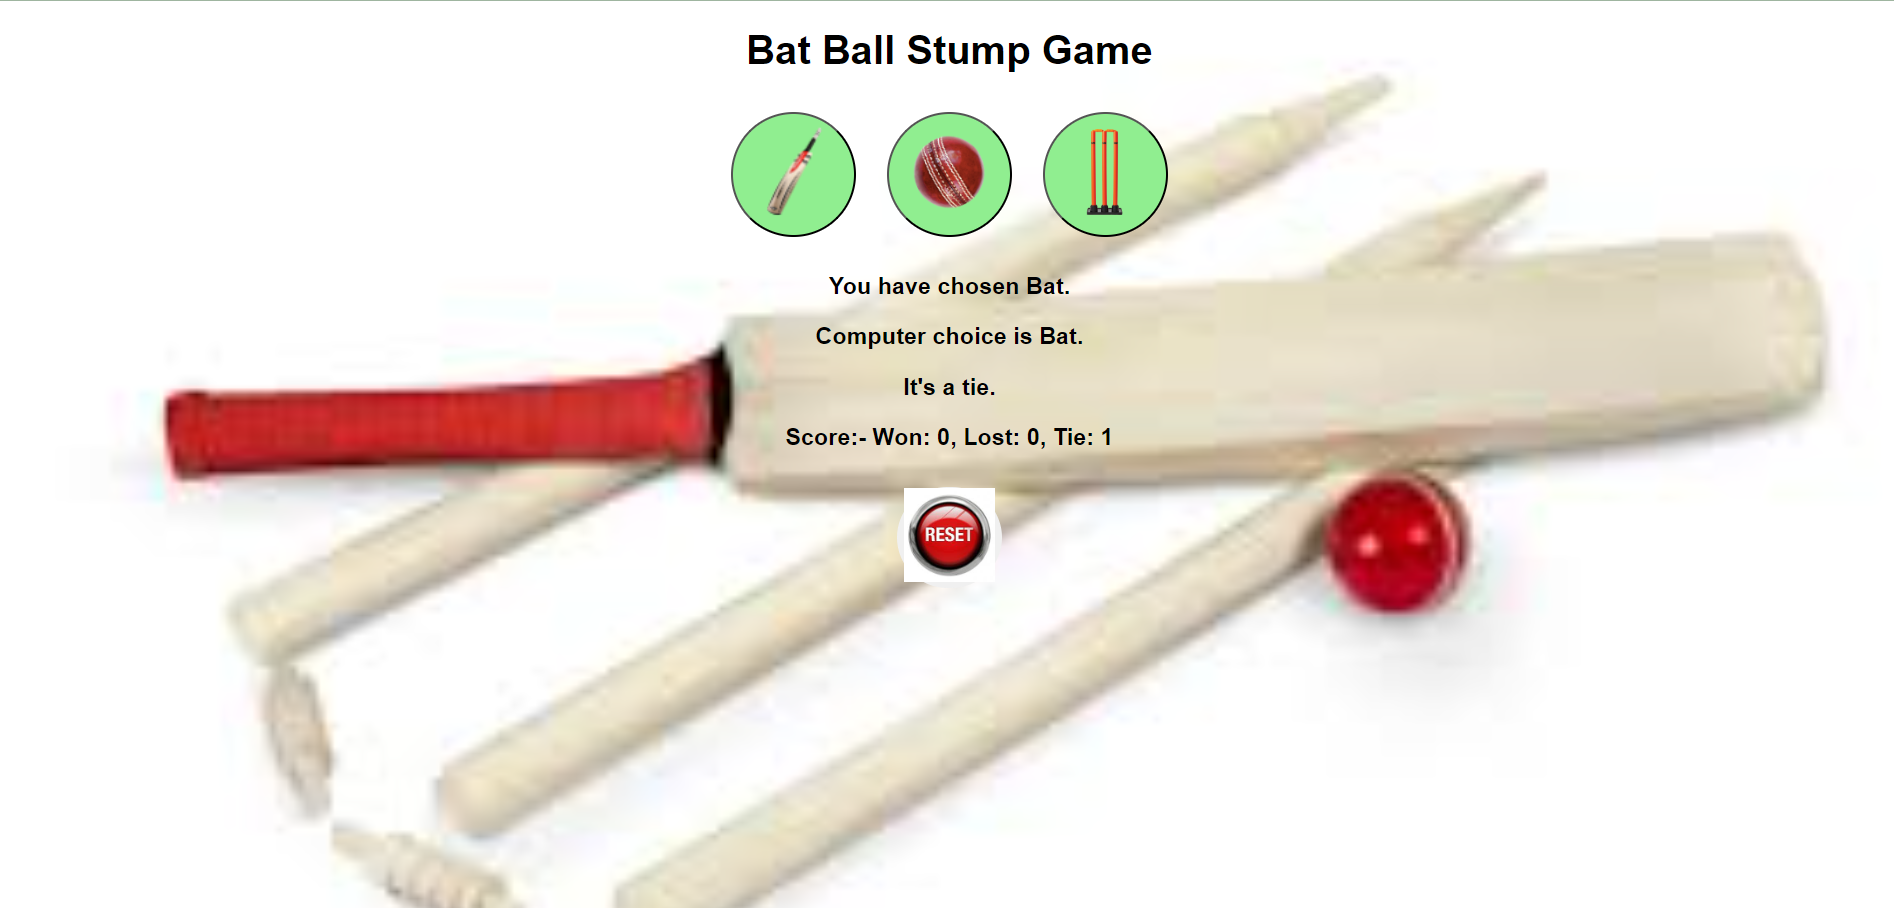 Bat Ball Stump Game
You have chosen Bat.
Computer choice is Bat.
It's a tie.
Score:- Won: 0, Lost: 0, Tie: 1
RESET